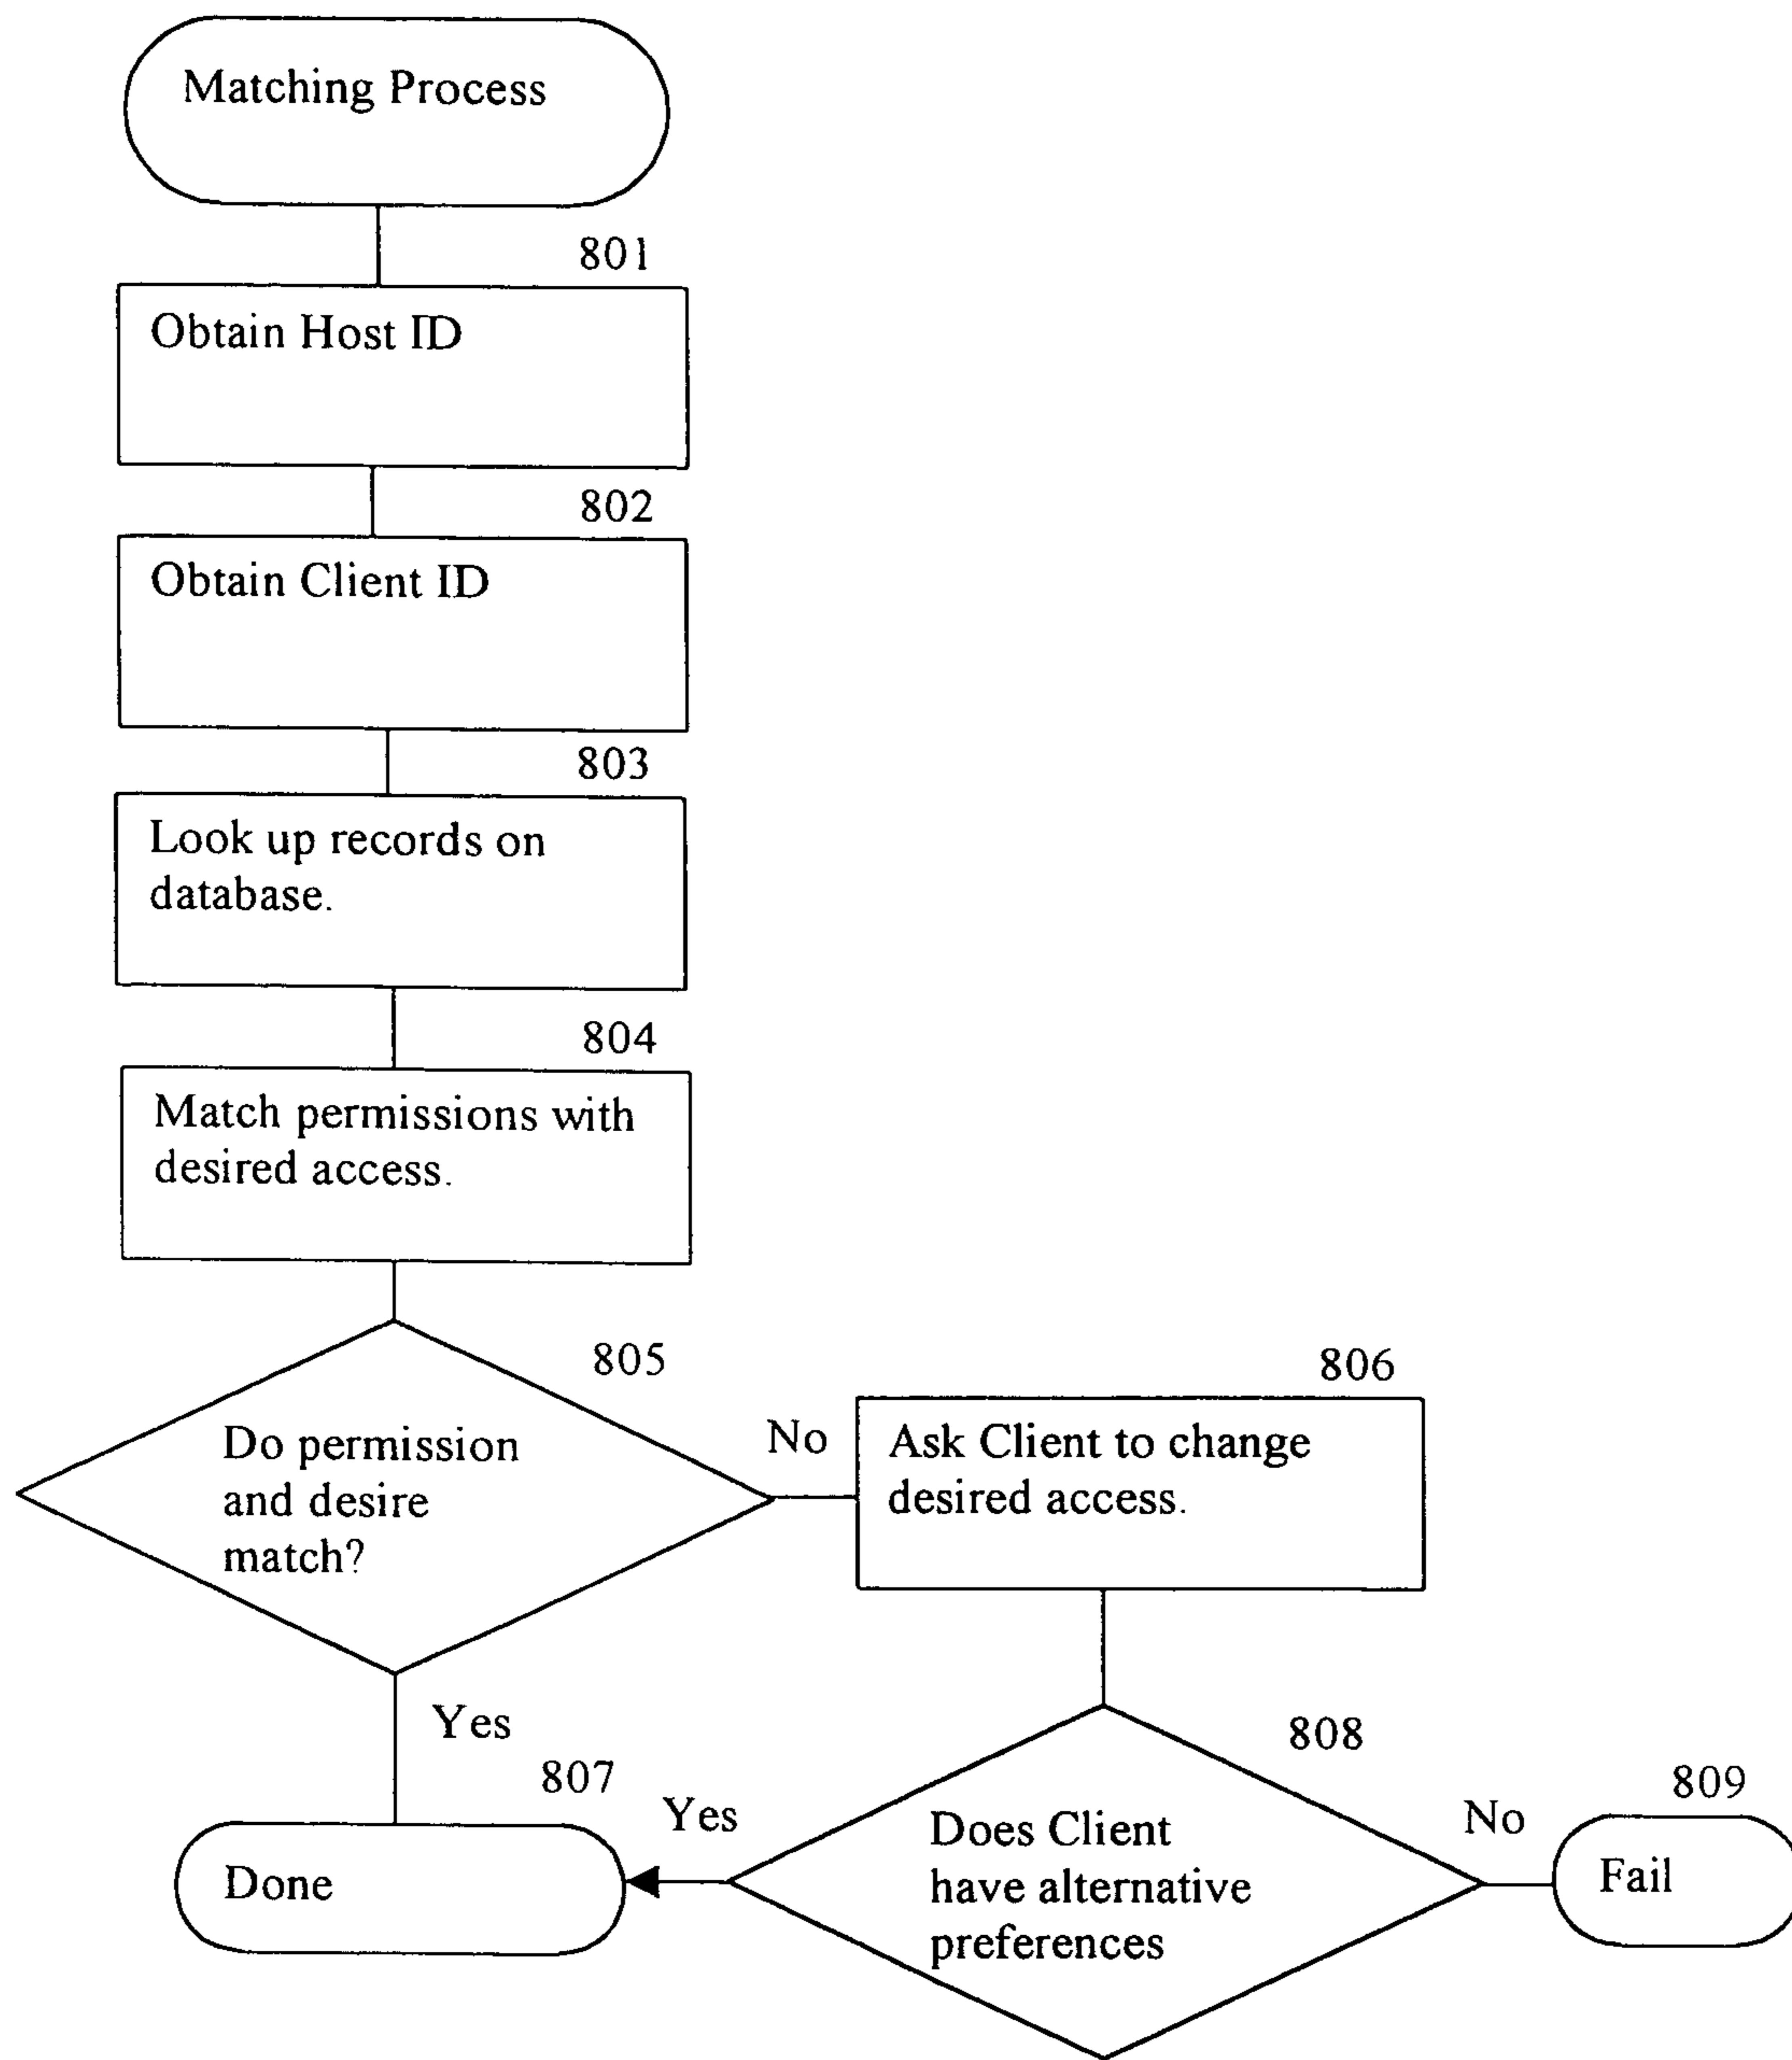 Matching Process
801
Obtain Host ID
802
Obtain Client ID
803
Look up records on
database.
804
Match permissions with
desired access.
805
Do permission
and desire
match?
No
806
Ask Client to change
desired access.
Yes
807
Done
Yes
808
Does Client
have alternative
preferences
No
809
Fail